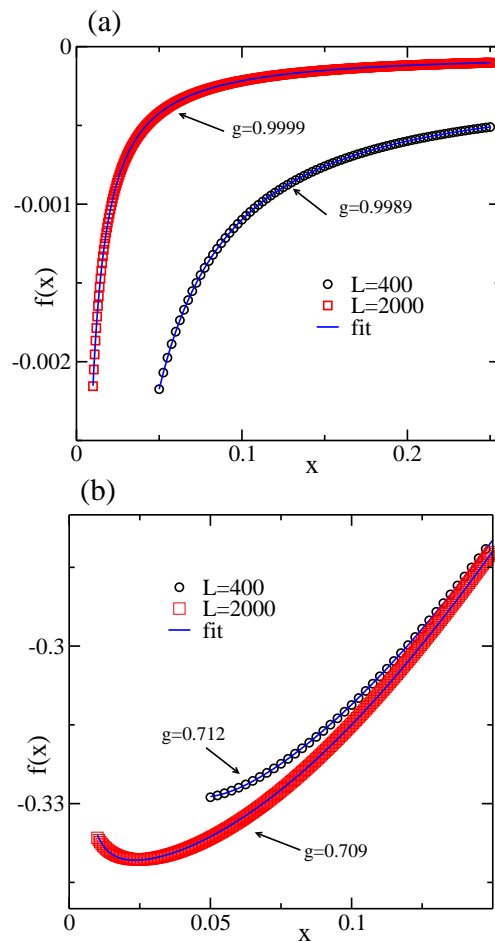 (a)
0
g=0.9999
-0.001
g=0.9989
f(x)
L=400
L=2000
fit
-0.002
0 0.1 0.2
x
(b)
L=400
L=2000
fit
-0.3
g=0.712
f(x)
-0.33
g=0.709
0 0.05 0.1
x